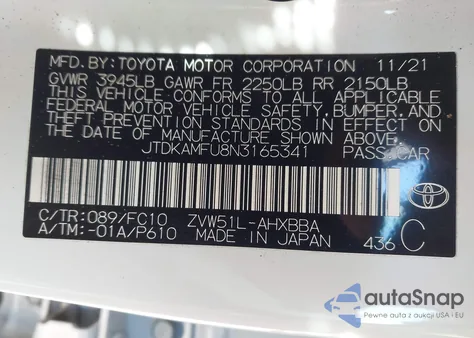 MFD. BY: TOYOTA MOTOR CORPORATION 11/21
GVWR 3945LB GAWR FR 2250LB RR 2150LB
THIS VEHICLE CONFORMS TO ALL APPLICABLE
FEDERAL MOTOR VEHICLE SAFETY, BUMPER, AND
THEFT PREVENTION STANDARDS IN EFFECT ON
THE DATE OF MANUFACTURE SHOWN ABOVE.
JTDKAMFU8N3165341 PASS CAR
C/TR: 089/FC10 ZVW51L-AHXBBA
A/TM: -01A/P610 MADE IN JAPAN 436 C
TOYOTA
autoSnap
Pewne auta z aukcji USA i EU